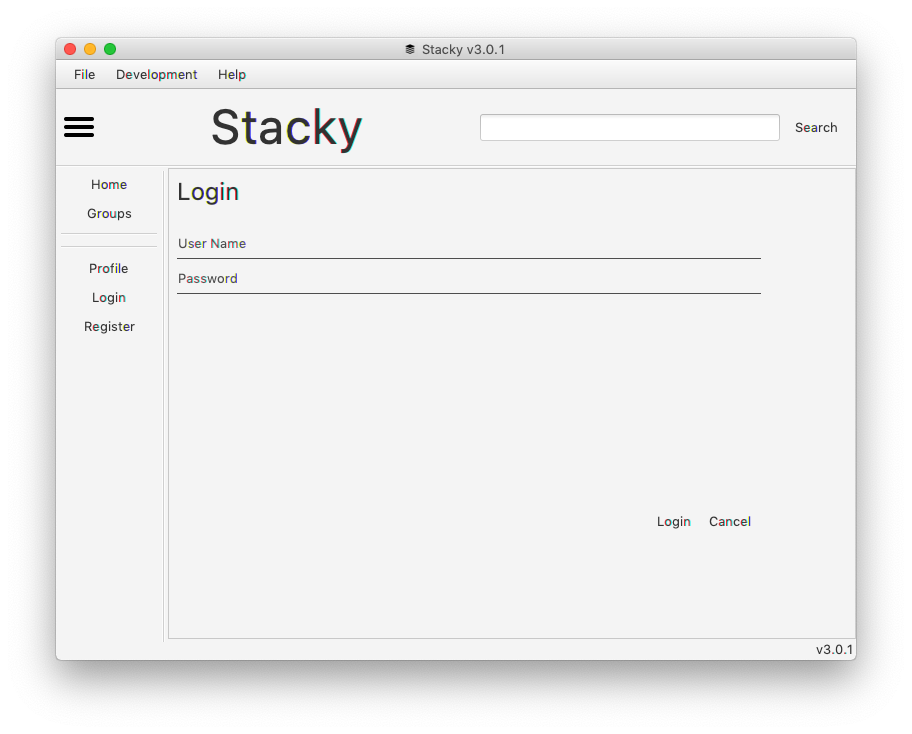 Stacky v3.0.1
File Development Help
Stacky
Search
Home
Groups
Profile
Login
Register
Login
User Name
Password
Login Cancel
v3.0.1